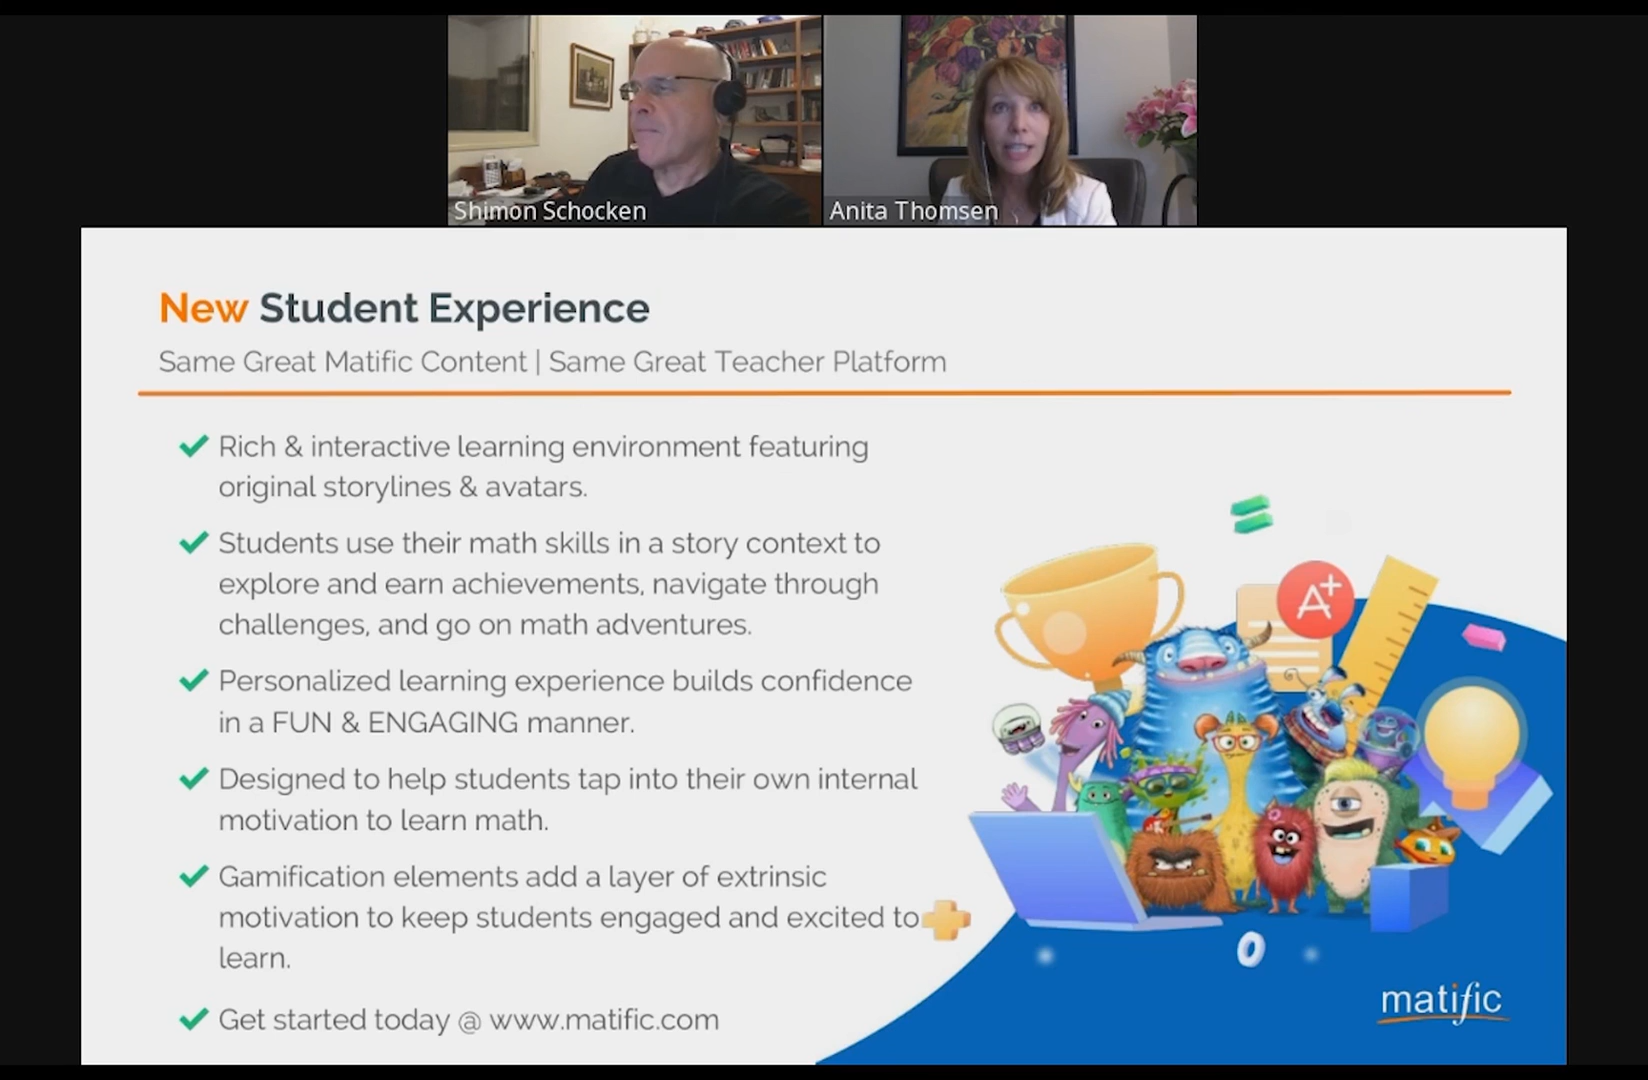 Shimon Schocken
Anita Thomsen
New Student Experience
Same Great Matific Content | Same Great Teacher Platform
Rich & interactive learning environment featuring
original storylines & avatars.
Students use their math skills in a story context to
explore and earn achievements, navigate through
challenges, and go on math adventures.
Personalized learning experience builds confidence
in a FUN & ENGAGING manner.
Designed to help students tap into their own internal
motivation to learn math.
Gamification elements add a layer of extrinsic
motivation to keep students engaged and excited to
learn.
Get started today @ www.matific.com
A+
0
matific